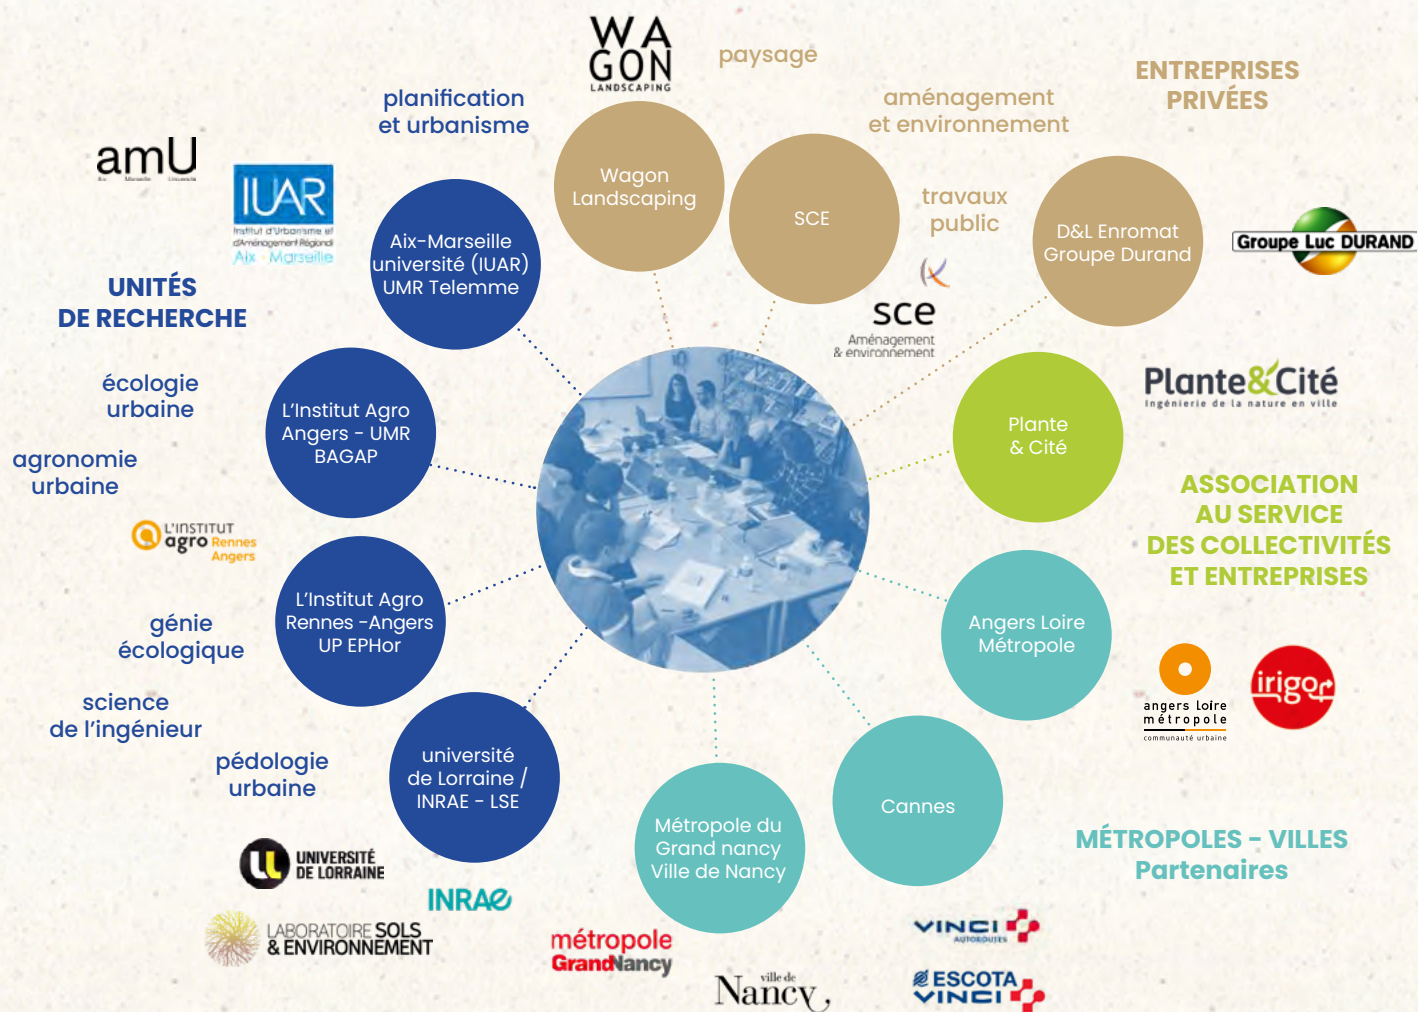 WA
GON
LANDSCAPING
paysage
ENTREPRISES
PRIVÉES
planification
et urbanisme
aménagement
et environnement
amU
Aix Marseille Université
IUAR
Institut d'Urbanisme et
d'Aménagement Régional
Aix - Marseille
Wagon
Landscaping
SCE
travaux
public
D&L Enromat
Groupe Durand
Groupe Luc DURAND
Aix-Marseille
université (IUAR)
UMR Telemme
UNITÉS
DE RECHERCHE
sce
Aménagement
& environnement
écologie
urbaine
L'Institut Agro
Angers - UMR
BAGAP
Plante&Cité
Ingénierie de la nature en ville
Plante
& Cité
agronomie
urbaine
ASSOCIATION
AU SERVICE
DES COLLECTIVITÉS
ET ENTREPRISES
L'INSTITUT
agro Rennes
Angers
L'Institut Agro
Rennes -Angers
UP EPHor
génie
écologique
Angers Loire
Métropole
angers loire
métropole
communauté urbaine
irigo
science
de l'ingénieur
pédologie
urbaine
université
de Lorraine /
INRAE - LSE
Métropole du
Grand nancy
Ville de Nancy
Cannes
MÉTROPOLES - VILLES
Partenaires
UNIVERSITÉ
DE LORRAINE
INRAE
LABORATOIRE SOLS
& ENVIRONNEMENT
métropole
GrandNancy
ville de
Nancy,
VINCI
AUTOROUTES
ESCOTA
VINCI